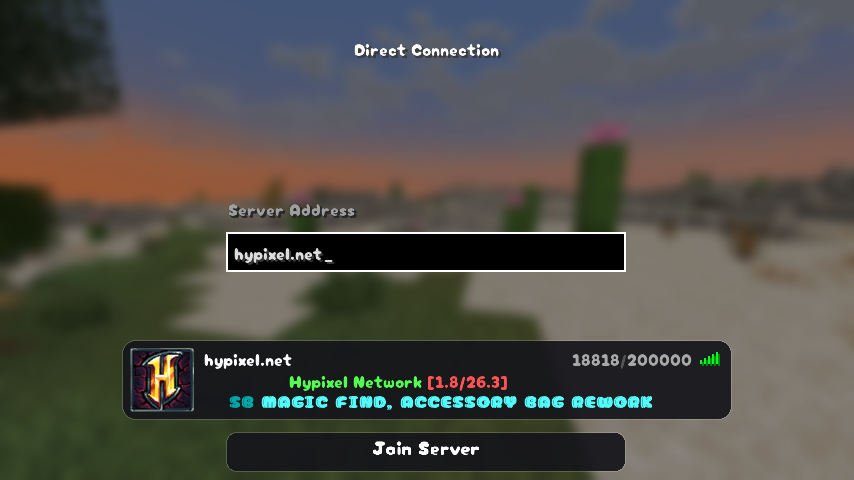 Direct Connection
Server Address
hypixel.net_
hypixel.net 18818/200000
Hypixel Network [1.8/26.3]
SB MAGIC FIND, ACCESSORY BAG REWORK
Join Server